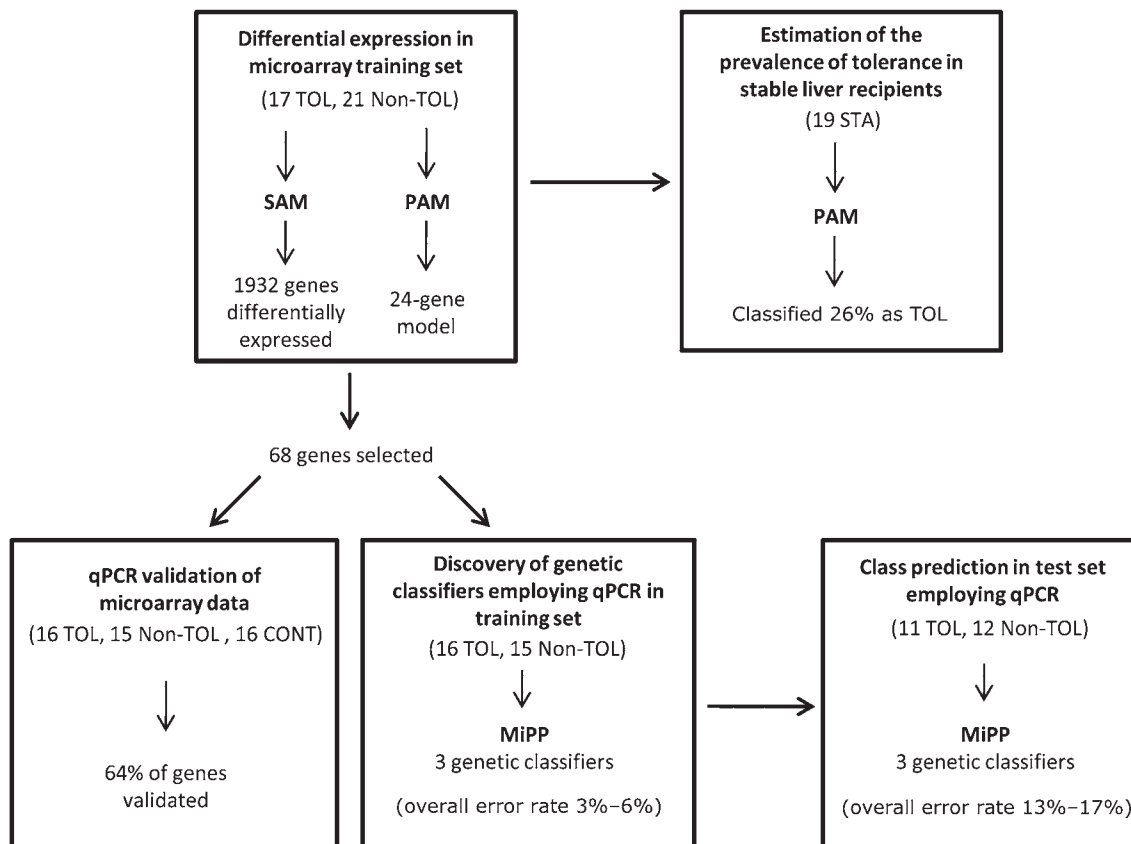 Differential expression in
microarray training set
(17 TOL, 21 Non-TOL)
SAM
1932 genes
differentially
expressed
PAM
24-gene
model
Estimation of the
prevalence of tolerance in
stable liver recipients
(19 STA)
PAM
Classified 26% as TOL
68 genes selected
qPCR validation of
microarray data
(16 TOL, 15 Non-TOL , 16 CONT)
64% of genes
validated
Discovery of genetic
classifiers employing qPCR in
training set
(16 TOL, 15 Non-TOL)
MiPP
3 genetic classifiers
(overall error rate 3%–6%)
Class prediction in test set
employing qPCR
(11 TOL, 12 Non-TOL)
MiPP
3 genetic classifiers
(overall error rate 13%–17%)